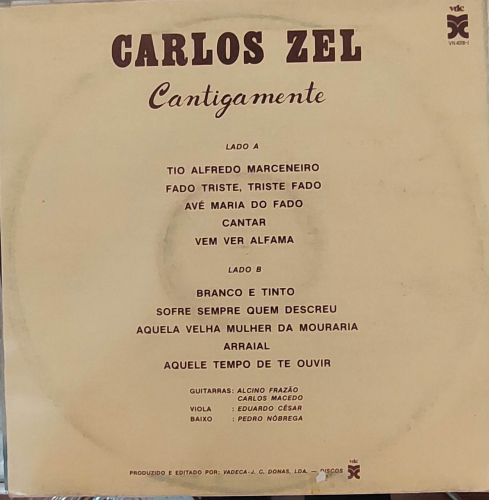 vdc
CARLOS ZEL
Cantigamente
LADO A
TIO ALFREDO MARCENEIRO
FADO TRISTE, TRISTE FADO
AVÉ MARIA DO FADO
CANTAR
VEM VER ALFAMA
LADO B
BRANCO E TINTO
SOFRE SEMPRE QUEM DESCREU
AQUELA VELHA MULHER DA MOURARIA
ARRAIAL
AQUELE TEMPO DE TE OUVIR
GUITARRAS: ALCINO FRAZÃO
CARLOS MACEDO
VIOLA : EDUARDO CÉSAR
BAIXO : PEDRO NÓBREGA
PRODUZIDO E EDITADO POR: VADECA-J. C. DONAS, LDA. — DISCOS
vdc